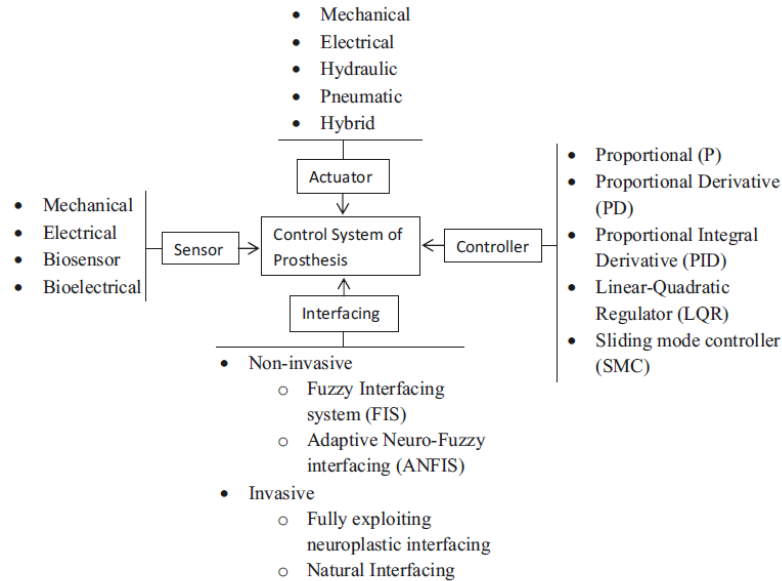 • Mechanical
• Electrical
• Hydraulic
• Pneumatic
• Hybrid
Actuator
• Mechanical
• Electrical
• Biosensor
• Bioelectrical
Sensor
Control System of
Prosthesis
Controller
• Proportional (P)
• Proportional Derivative
(PD)
• Proportional Integral
Derivative (PID)
• Linear-Quadratic
Regulator (LQR)
• Sliding mode controller
(SMC)
Interfacing
• Non-invasive
o Fuzzy Interfacing
system (FIS)
o Adaptive Neuro-Fuzzy
interfacing (ANFIS)
• Invasive
o Fully exploiting
neuroplastic interfacing
o Natural Interfacing